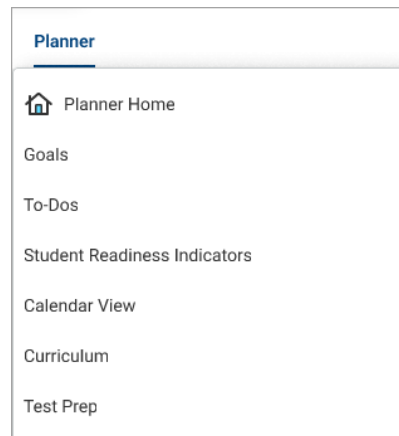 Planner
Planner Home
Goals
To-Dos
Student Readiness Indicators
Calendar View
Curriculum
Test Prep